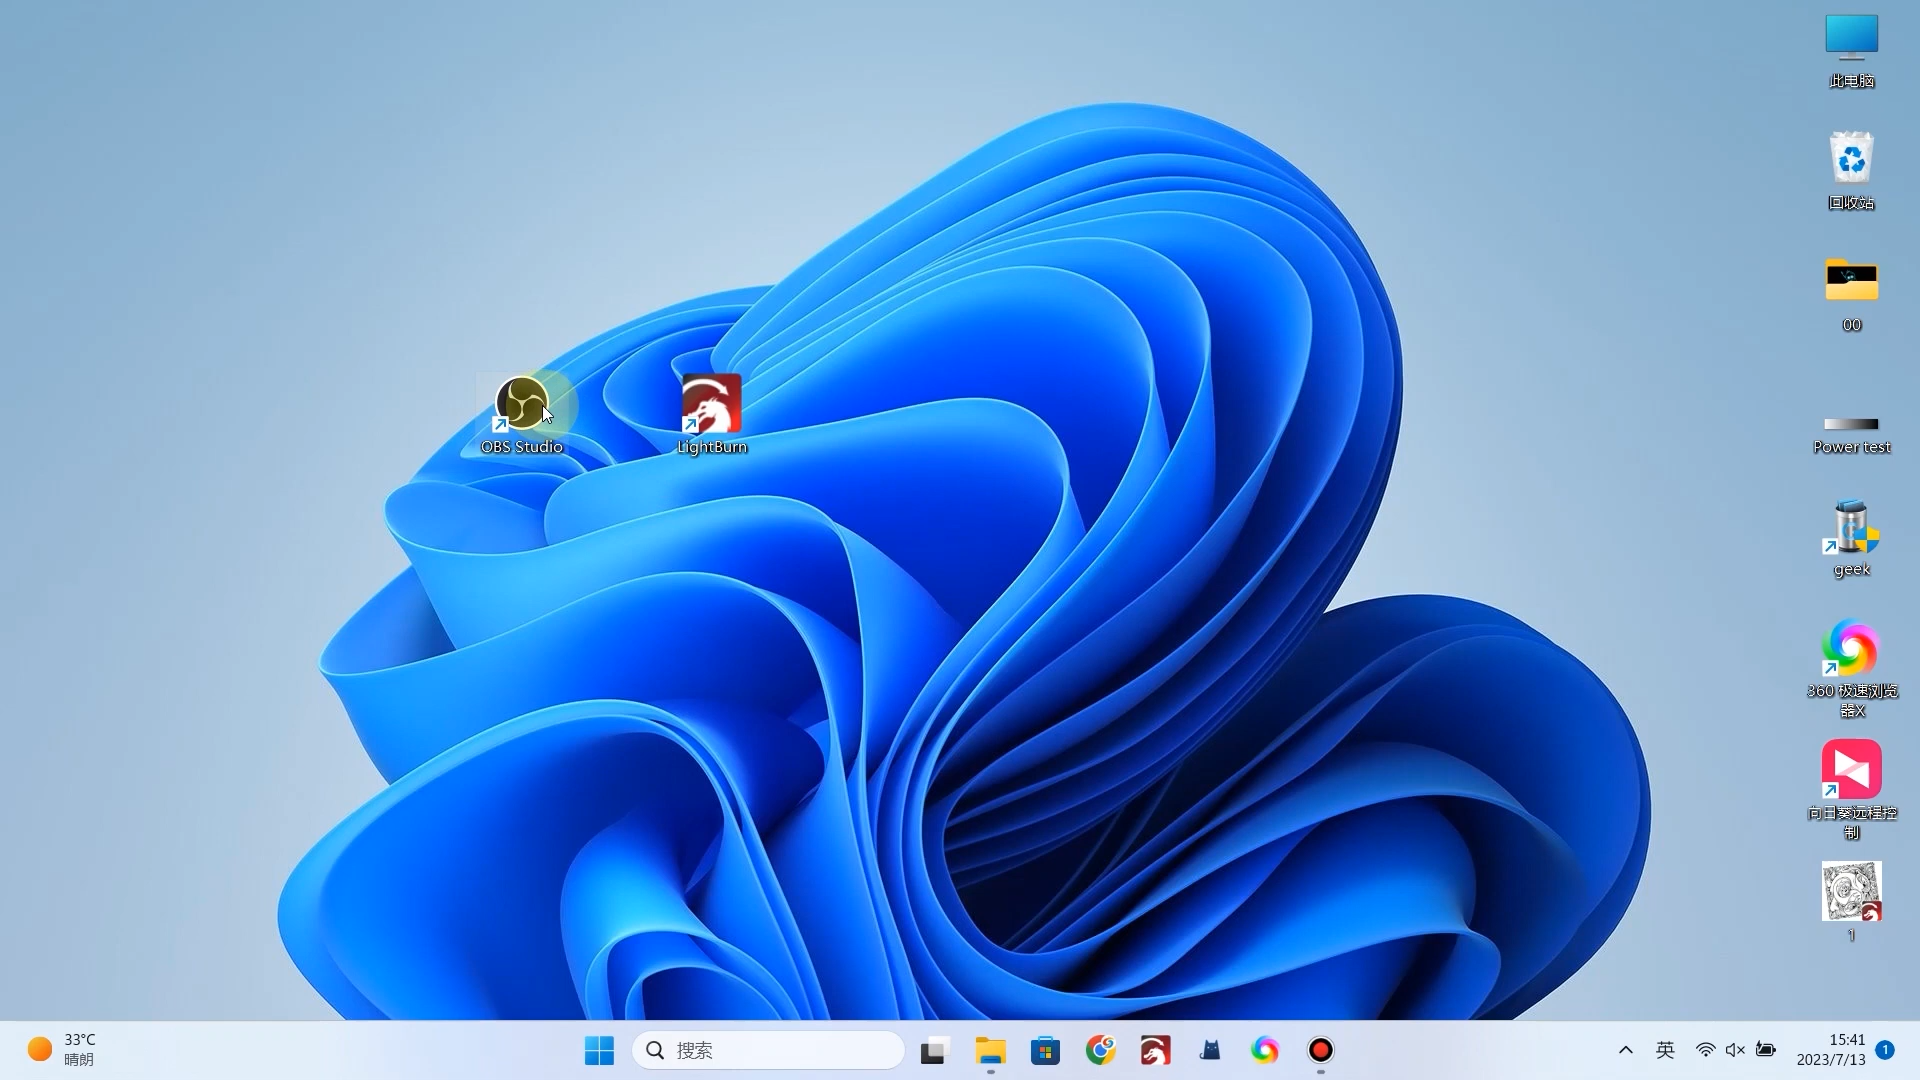 此电脑
回收站
00
OBS Studio
LightBurn
Power test
geek
360 极速浏览
器X
向日葵远程控
制
1
33°C
晴朗
搜索
英
15:41
2023/7/13
1